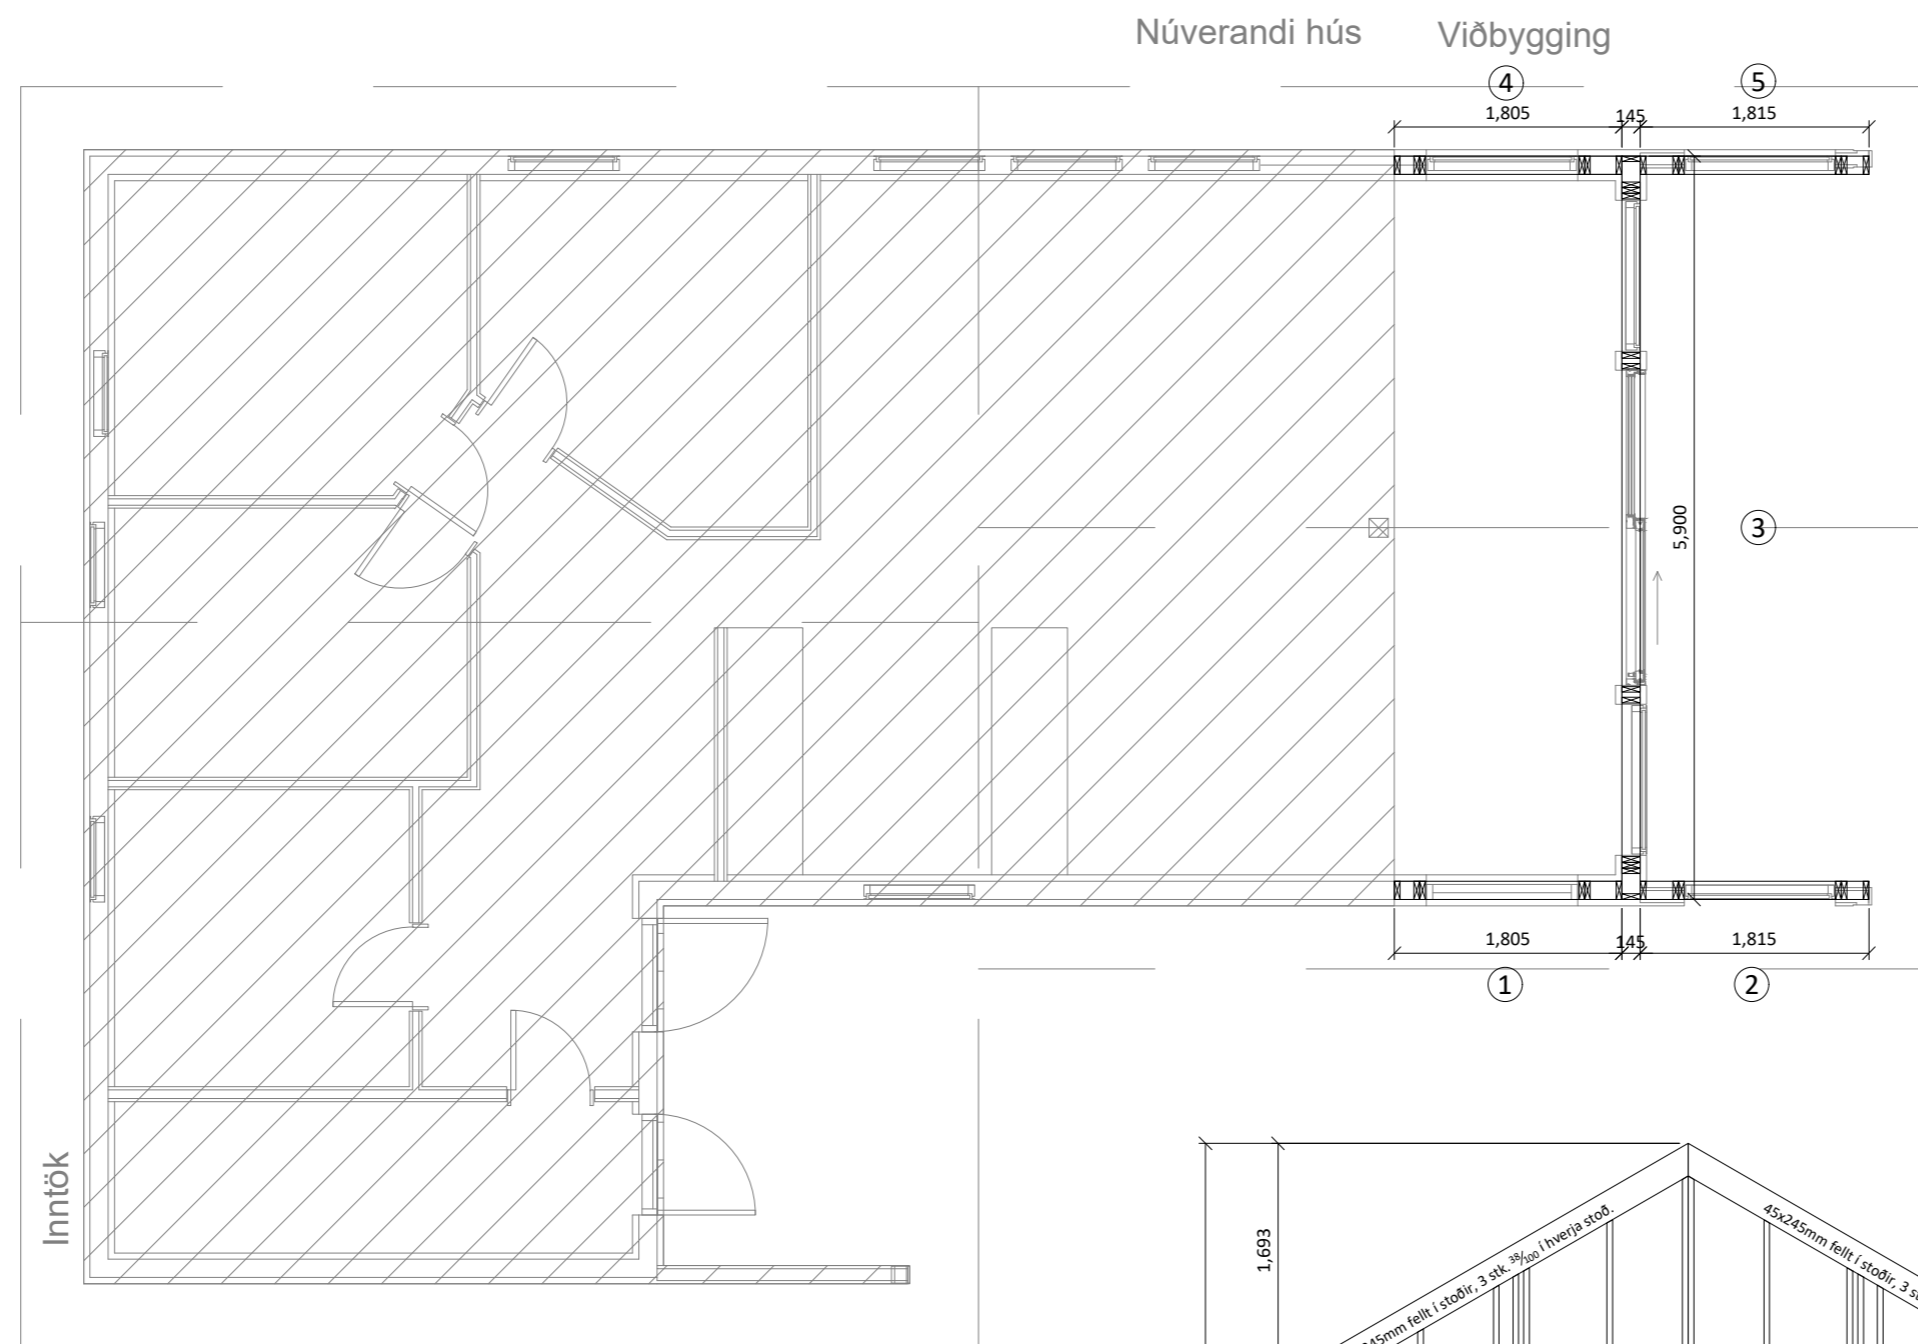 Núverandi hús
Viðbygging
4
5
1,805
145
1,815
5,900
3
1,805
145
1,815
1
2
Inntök
1,693
45mm fellt í stoðir, 3 stk. 38/100 í hverja stoð.
45x245mm fellt í stoðir, 3 s